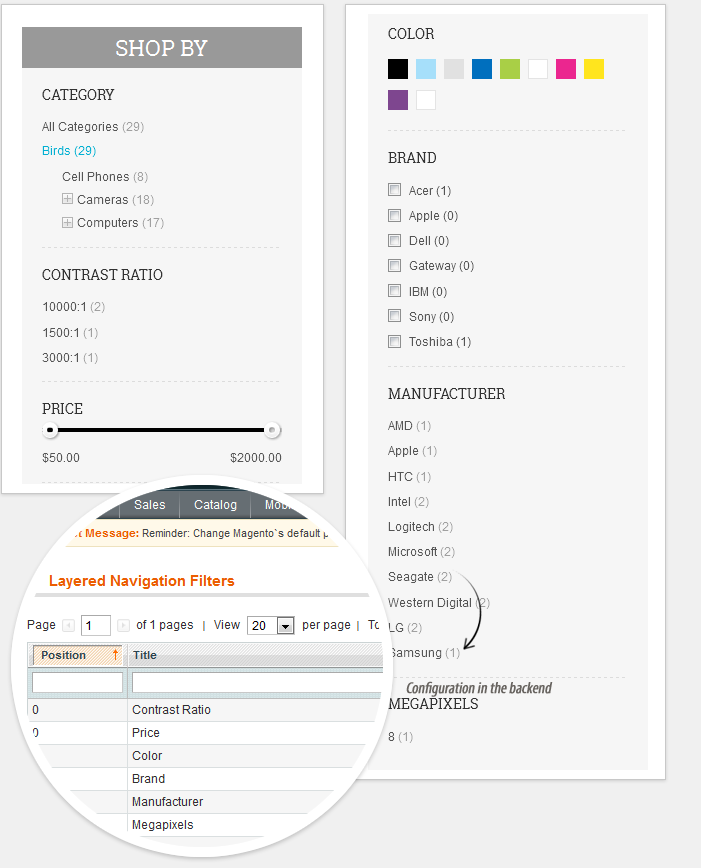 SHOP BY
CATEGORY
All Categories (29)
Birds (29)
Cell Phones (8)
Cameras (18)
Computers (17)
CONTRAST RATIO
10000:1 (2)
1500:1 (1)
3000:1 (1)
PRICE
$50.00 $2000.00
COLOR
BRAND
Acer (1)
Apple (0)
Dell (0)
Gateway (0)
IBM (0)
Sony (0)
Toshiba (1)
MANUFACTURER
AMD (1)
Apple (1)
HTC (1)
Intel (2)
Logitech (2)
Microsoft (2)
Seagate (2)
Western Digital (2)
LG (2)
Samsung (1)
Configuration in the backend
MEGAPIXELS
8 (1)
Sales Catalog Mobi
Message: Reminder: Change Magento`s default p
Layered Navigation Filters
Page 1 of 1 pages | View 20 per page | To
Position Title
0 Contrast Ratio
0 Price
Color
Brand
Manufacturer
Megapixels